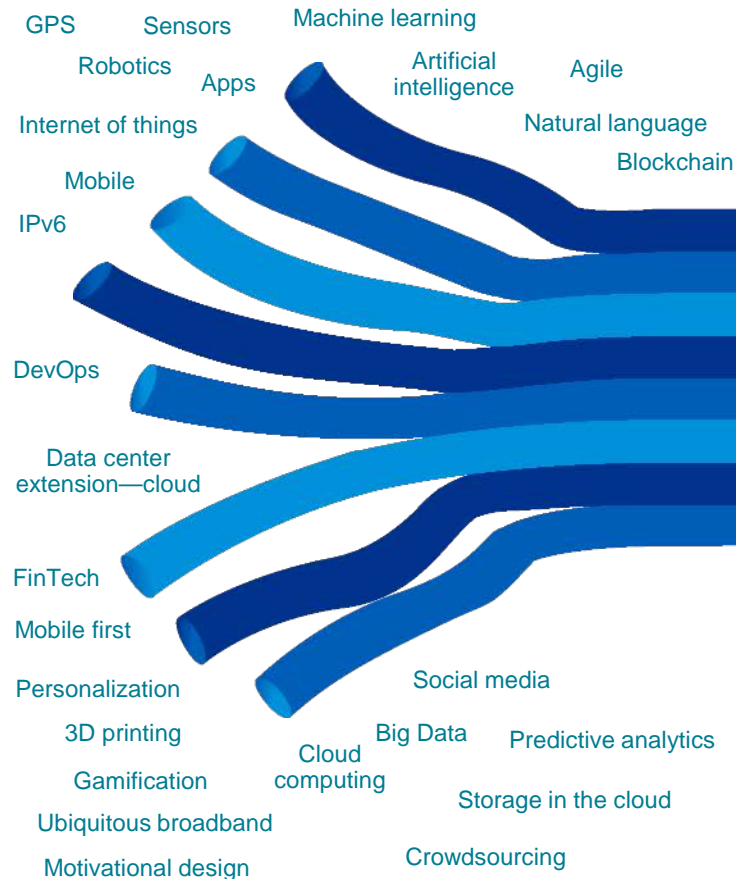 GPS
Sensors
Machine learning
Robotics
Apps
Artificial
intelligence
Agile
Internet of things
Natural language
Blockchain
Mobile
IPv6
DevOps
Data center
extension—cloud
FinTech
Mobile first
Personalization
Social media
3D printing
Big Data
Predictive analytics
Cloud
computing
Gamification
Storage in the cloud
Ubiquitous broadband
Crowdsourcing
Motivational design